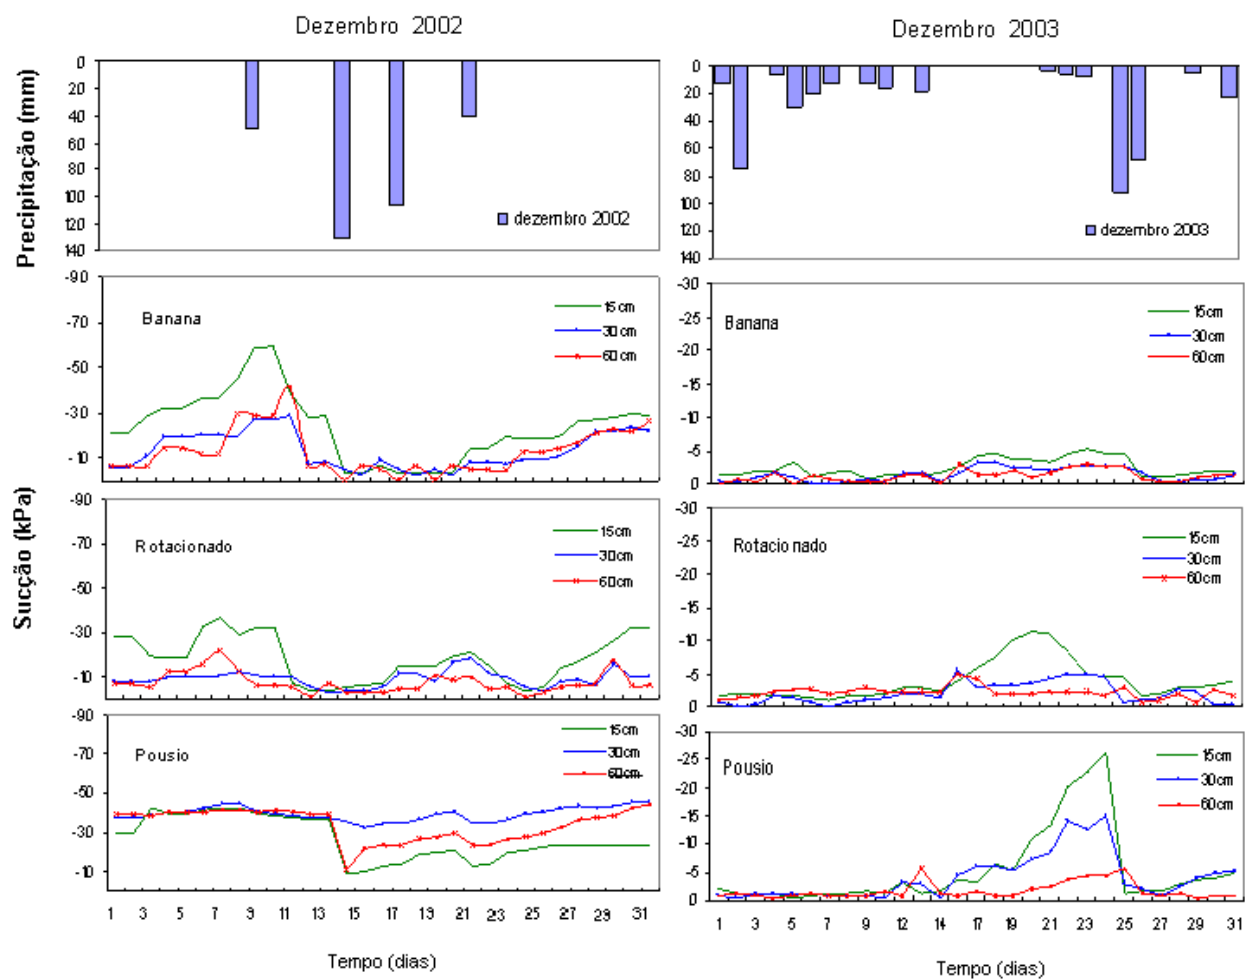 Dezembro 2002
Dezembro 2003
Precipitação (mm)
0
20
40
60
80
100
120
140
dezembro 2002
0
20
40
60
80
100
120
140
dezembro 2003
Sucção (kPa)
-90
-70
-50
-30
-10
Banana
15cm
30cm
60cm
-30
-25
-20
-15
-10
-5
0
Banana
15cm
30cm
60cm
-90
-70
-50
-30
-10
Rotacionado
15cm
30cm
60cm
-30
-25
-20
-15
-10
-5
0
Rotacionado
15cm
30cm
60cm
-90
-70
-50
-30
-10
Pousio
15cm
30cm
60cm
-30
-25
-20
-15
-10
-5
0
Pousio
15cm
30cm
60cm
1 3 5 7 9 11 13 15 17 19 21 23 25 27 29 31
1 3 5 7 9 12 14 15 17 19 21 23 25 27 29 31
Tempo (dias)
Tempo (dias)